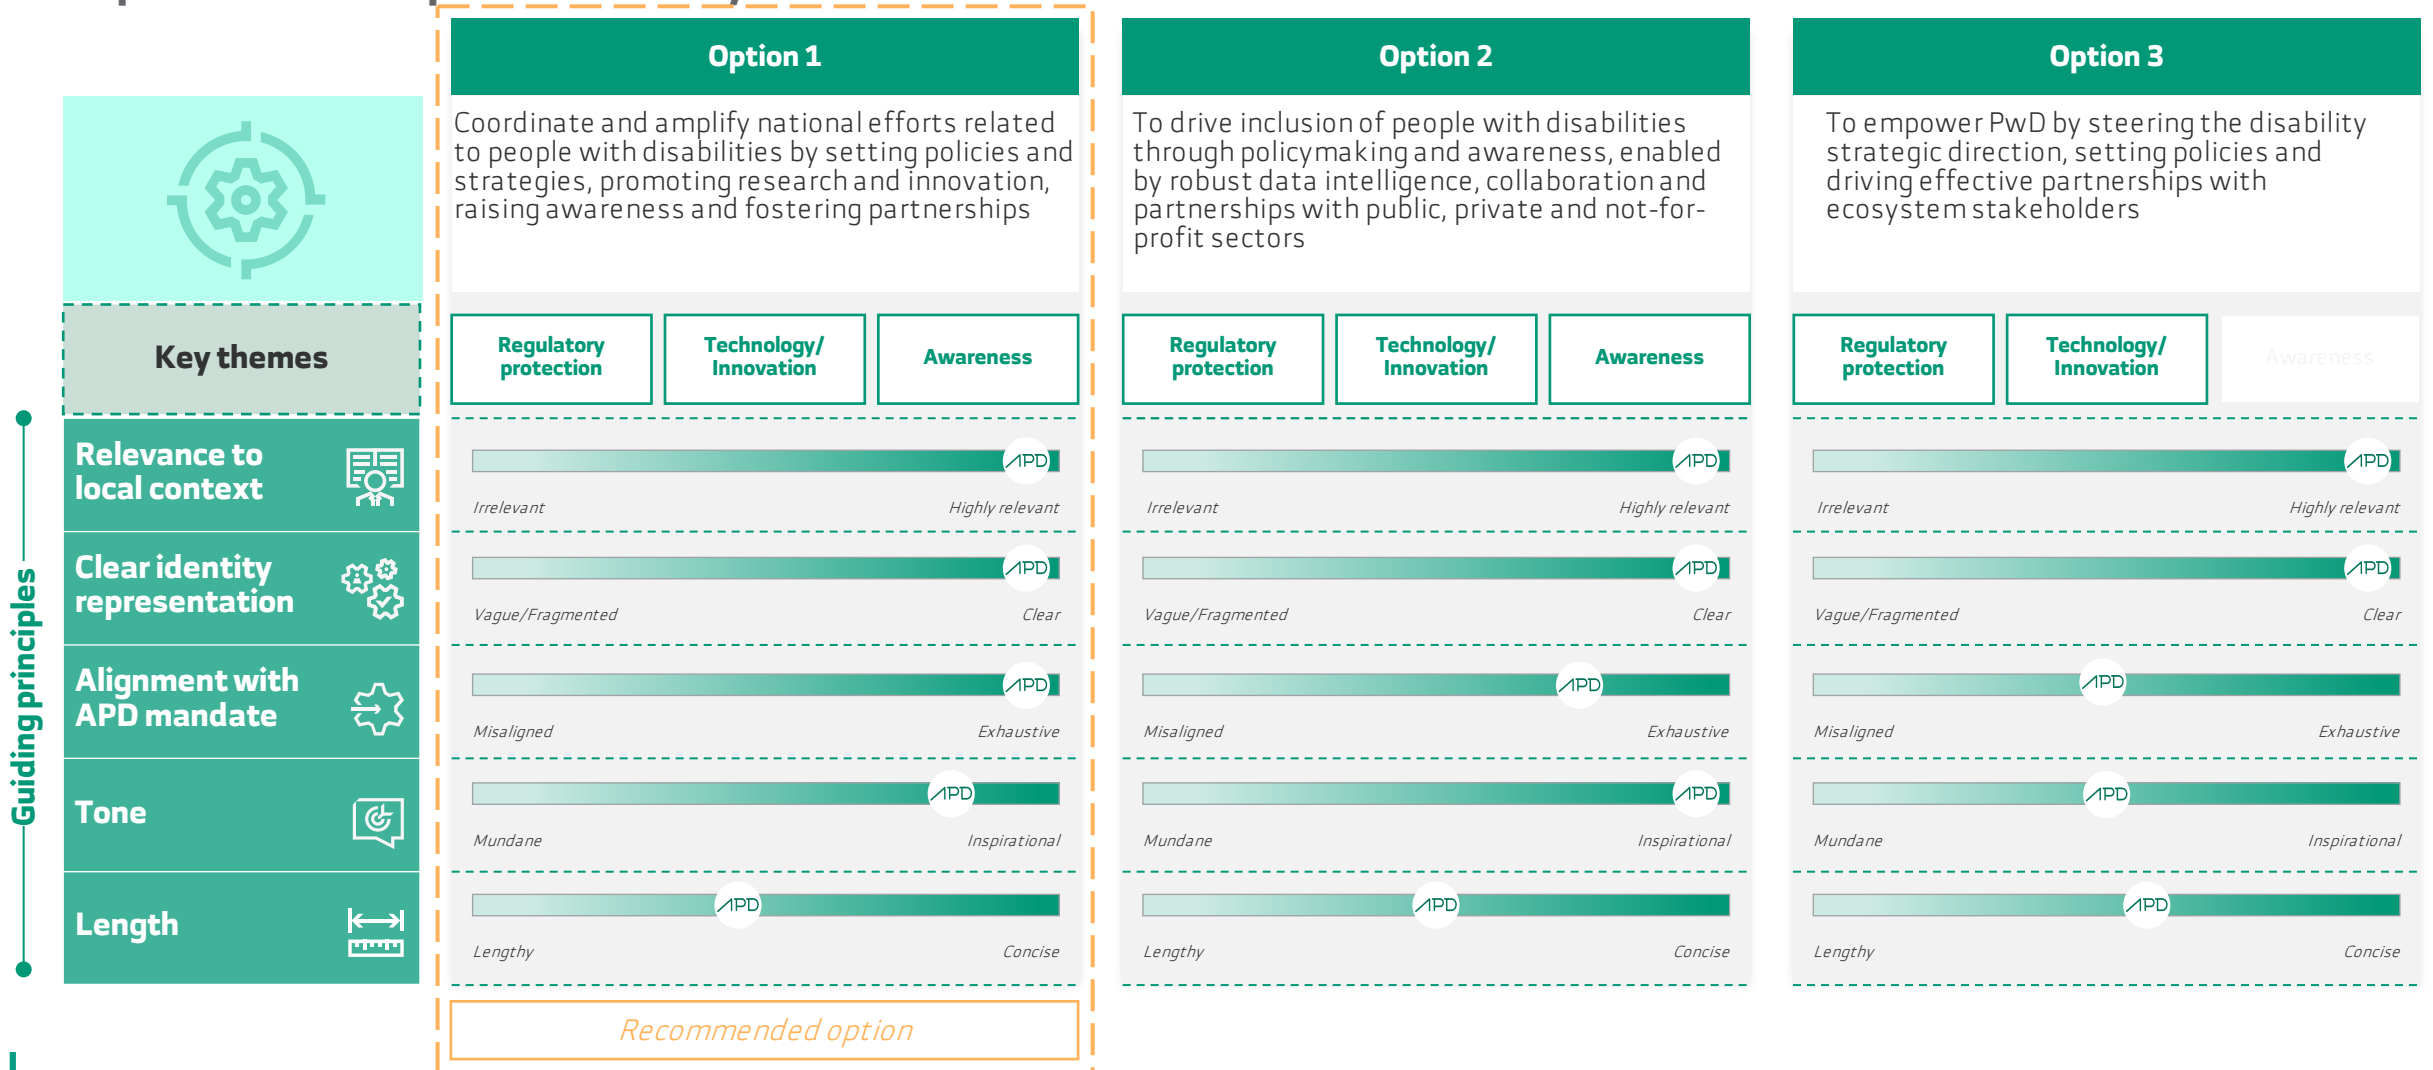 Option 1
Option 2
Option 3
Coordinate and amplify national efforts related
to people with disabilities by setting policies and
strategies, promoting research and innovation,
raising awareness and fostering partnerships
To drive inclusion of people with disabilities
through policymaking and awareness, enabled
by robust data intelligence, collaboration and
partnerships with public, private and not-for-
profit sectors
To empower PwD by steering the disability
strategic direction, setting policies and
driving effective partnerships with
ecosystem stakeholders
Key themes
Regulatory
protection
Technology/
Innovation
Awareness
Regulatory
protection
Technology/
Innovation
Awareness
Regulatory
protection
Technology/
Innovation
Awareness
Guiding principles
Relevance to
local context
APD
Irrelevant
Highly relevant
APD
Irrelevant
Highly relevant
APD
Irrelevant
Highly relevant
Clear identity
representation
APD
Vague/Fragmented
Clear
APD
Vague/Fragmented
Clear
APD
Vague/Fragmented
Clear
Alignment with
APD mandate
APD
Misaligned
Exhaustive
APD
Misaligned
Exhaustive
APD
Misaligned
Exhaustive
Tone
APD
Mundane
Inspirational
APD
Mundane
Inspirational
APD
Mundane
Inspirational
Length
APD
Lengthy
Concise
APD
Lengthy
Concise
APD
Lengthy
Concise
Recommended option